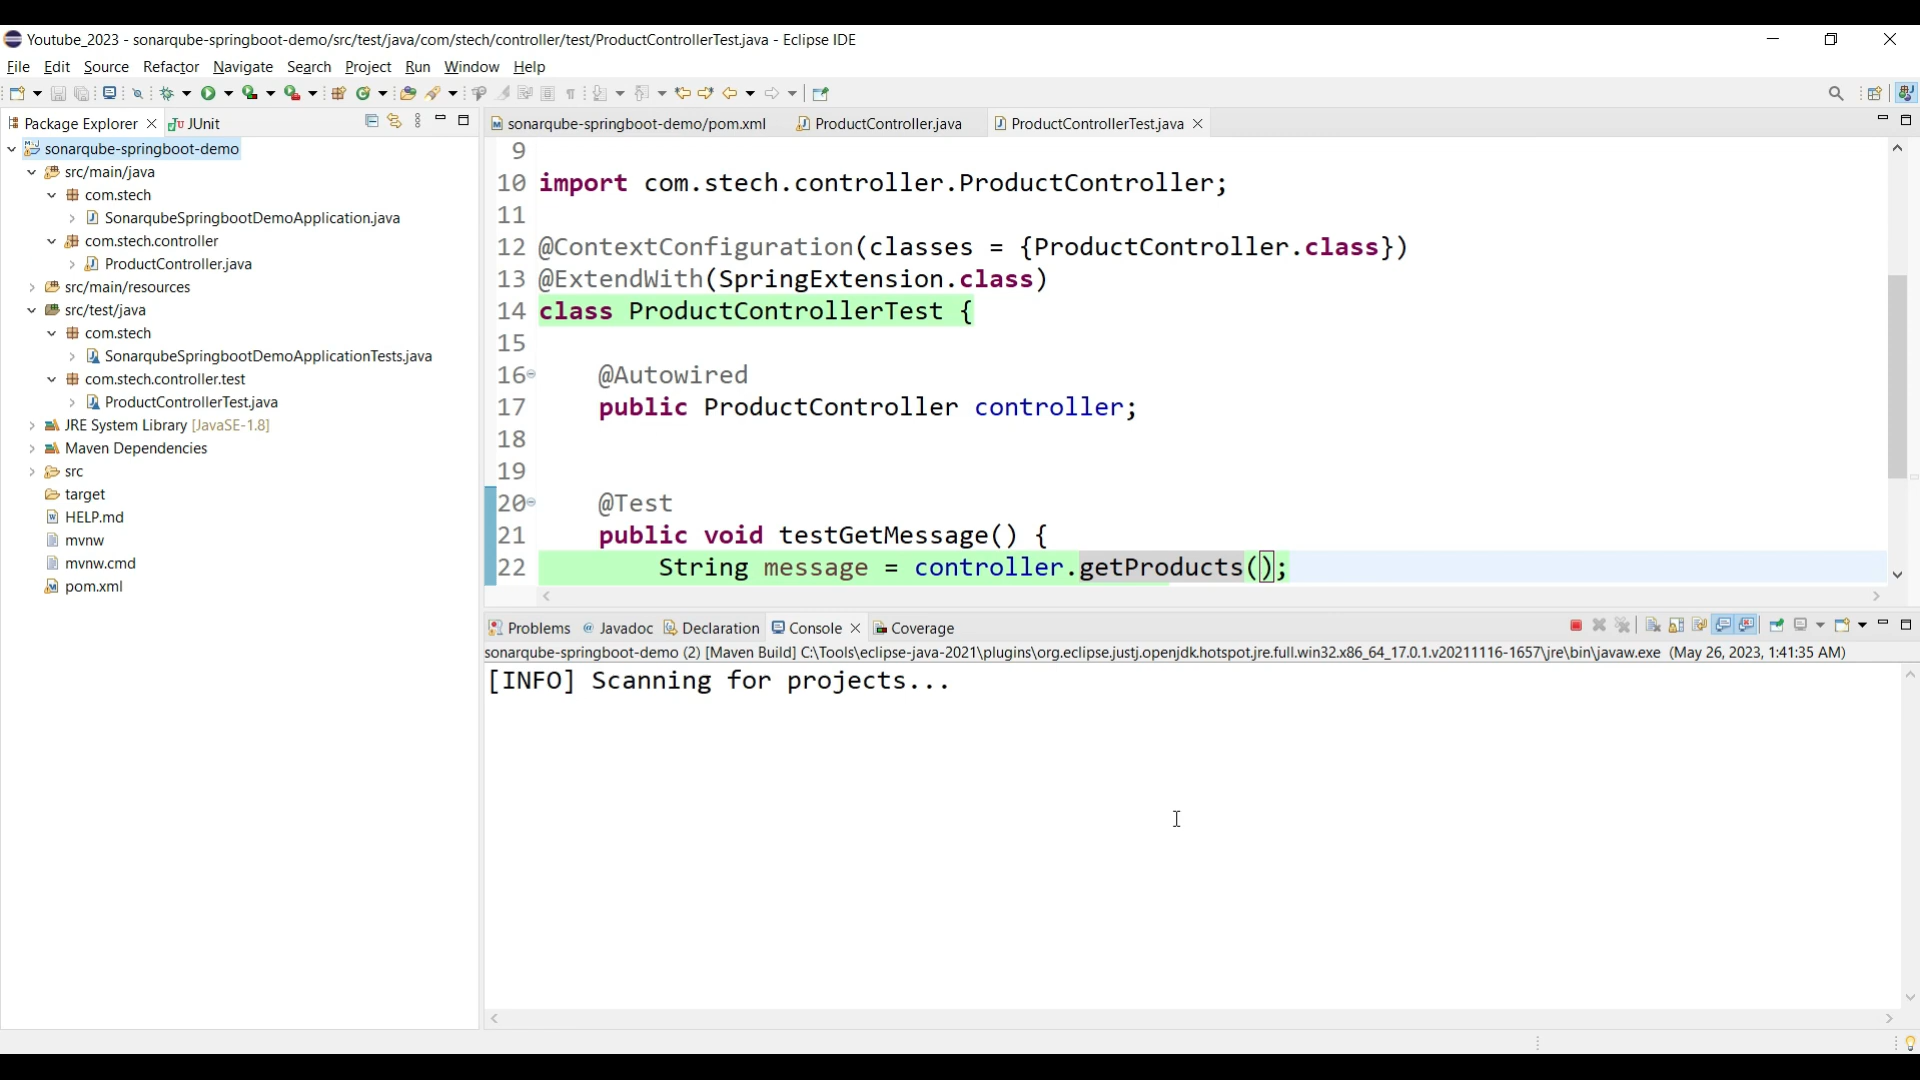 Youtube_2023 - sonarqube-springboot-demo/src/test/java/com/stech/controller/test/ProductControllerTest.java - Eclipse IDE
File Edit Source Refactor Navigate Search Project Run Window Help
Package Explorer JUnit
sonarqube-springboot-demo
src/main/java
com.stech
SonarqubeSpringbootDemoApplication.java
com.stech.controller
ProductController.java
src/main/resources
src/test/java
com.stech
SonarqubeSpringbootDemoApplicationTests.java
com.stech.controller.test
ProductControllerTest.java
JRE System Library [JavaSE-1.8]
Maven Dependencies
src
target
HELP.md
mvnw
mvnw.cmd
pom.xml
sonarqube-springboot-demo/pom.xml ProductController.java ProductControllerTest.java
9
10 import com.stech.controller.ProductController;
11
12 @ContextConfiguration(classes = {ProductController.class})
13 @ExtendWith(SpringExtension.class)
14 class ProductControllerTest {
15
16 @Autowired
17 public ProductController controller;
18
19
20 @Test
21 public void testGetMessage() {
22 String message = controller.getProducts();
Problems Javadoc Declaration Console Coverage
sonarqube-springboot-demo (2) [Maven Build] C:\Tools\eclipse-java-2021\plugins\org.eclipse.justj.openjdk.hotspot.jre.full.win32.x86_64_17.0.1.v20211116-1657\jre\bin\javaw.exe (May 26, 2023, 1:41:35 AM)
[INFO] Scanning for projects...